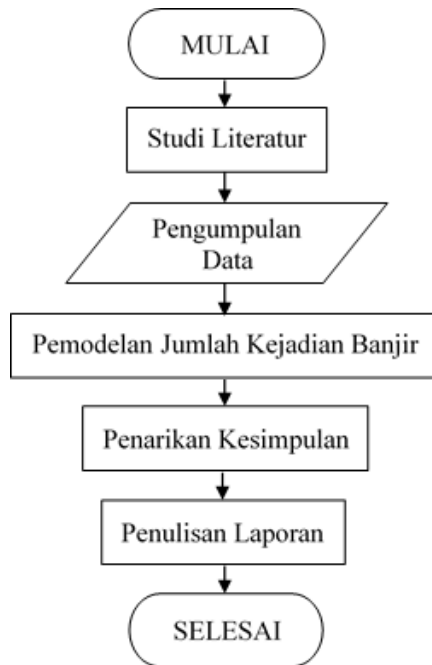 MULAI
Studi Literatur
Pengumpulan
Data
Pemodelan Jumlah Kejadian Banjir
Penarikan Kesimpulan
Penulisan Laporan
SELESAI